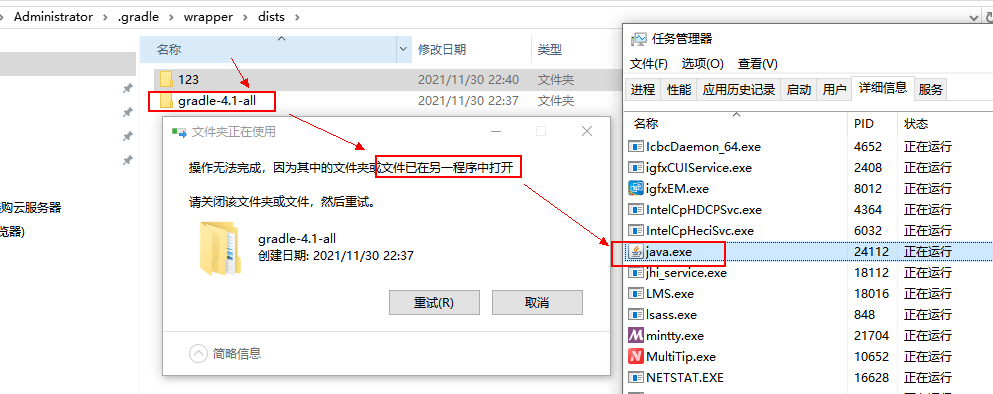 Administrator > .gradle > wrapper > dists >
名称 修改日期 类型
123 2021/11/30 22:40 文件夹
gradle-4.1-all 2021/11/30 22:37 文件夹
购云服务器
览器)
文件夹正在使用
操作无法完成，因为其中的文件夹或文件已在另一程序中打开
请关闭该文件夹或文件，然后重试。
gradle-4.1-all
创建日期: 2021/11/30 22:37
重试(R) 取消
简略信息
任务管理器
文件(F) 选项(O) 查看(V)
进程 性能 应用历史记录 启动 用户 详细信息 服务
名称 PID 状态
IcbcDaemon_64.exe 4652 正在运行
igfxCUIService.exe 2408 正在运行
igfxEM.exe 8012 正在运行
IntelCpHDCPSvc.exe 4364 正在运行
IntelCpHeciSvc.exe 6032 正在运行
java.exe 24112 正在运行
jhi_service.exe 18112 正在运行
LMS.exe 18016 正在运行
lsass.exe 848 正在运行
mintty.exe 21704 正在运行
MultiTip.exe 10652 正在运行
NETSTAT.EXE 16628 正在运行